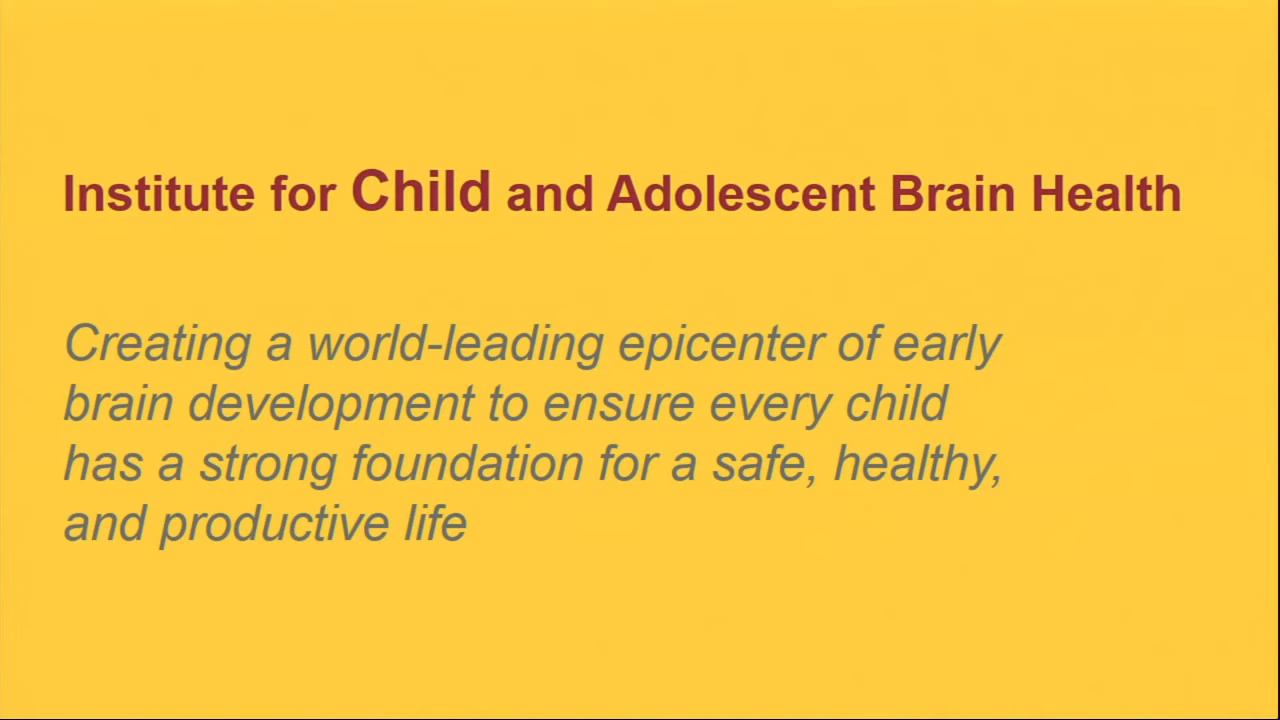 Institute for Child and Adolescent Brain Health
Creating a world-leading epicenter of early
brain development to ensure every child
has a strong foundation for a safe, healthy,
and productive life